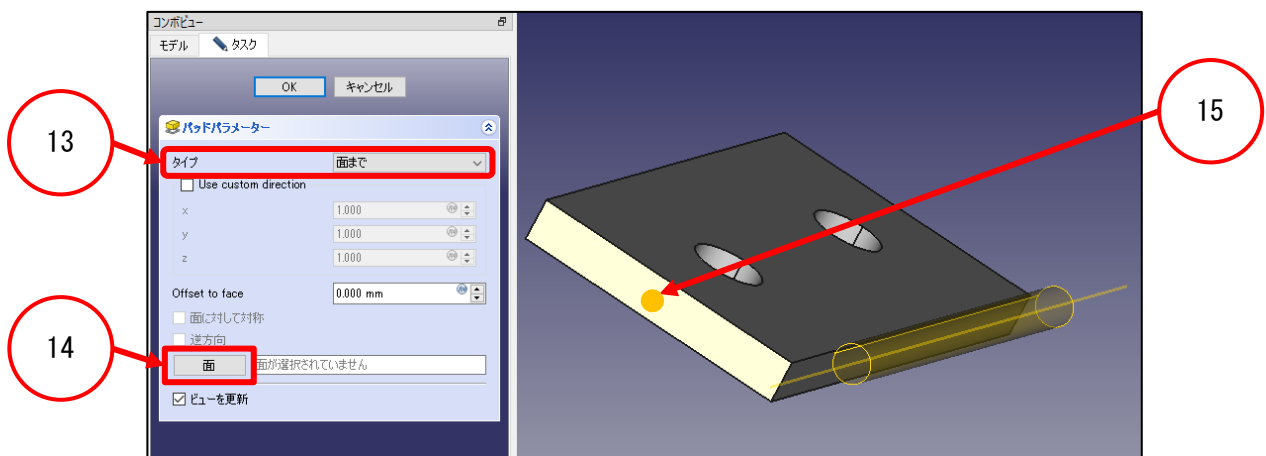 コンボビュー
モデル タスク
OK キャンセル
パッドパラメーター
13
15
タイプ 面まで
Use custom direction
x 1.000
y 1.000
z 1.000
Offset to face 0.000 mm
面に対して対称
逆方向
14
面 面が選択されていません
ビューを更新